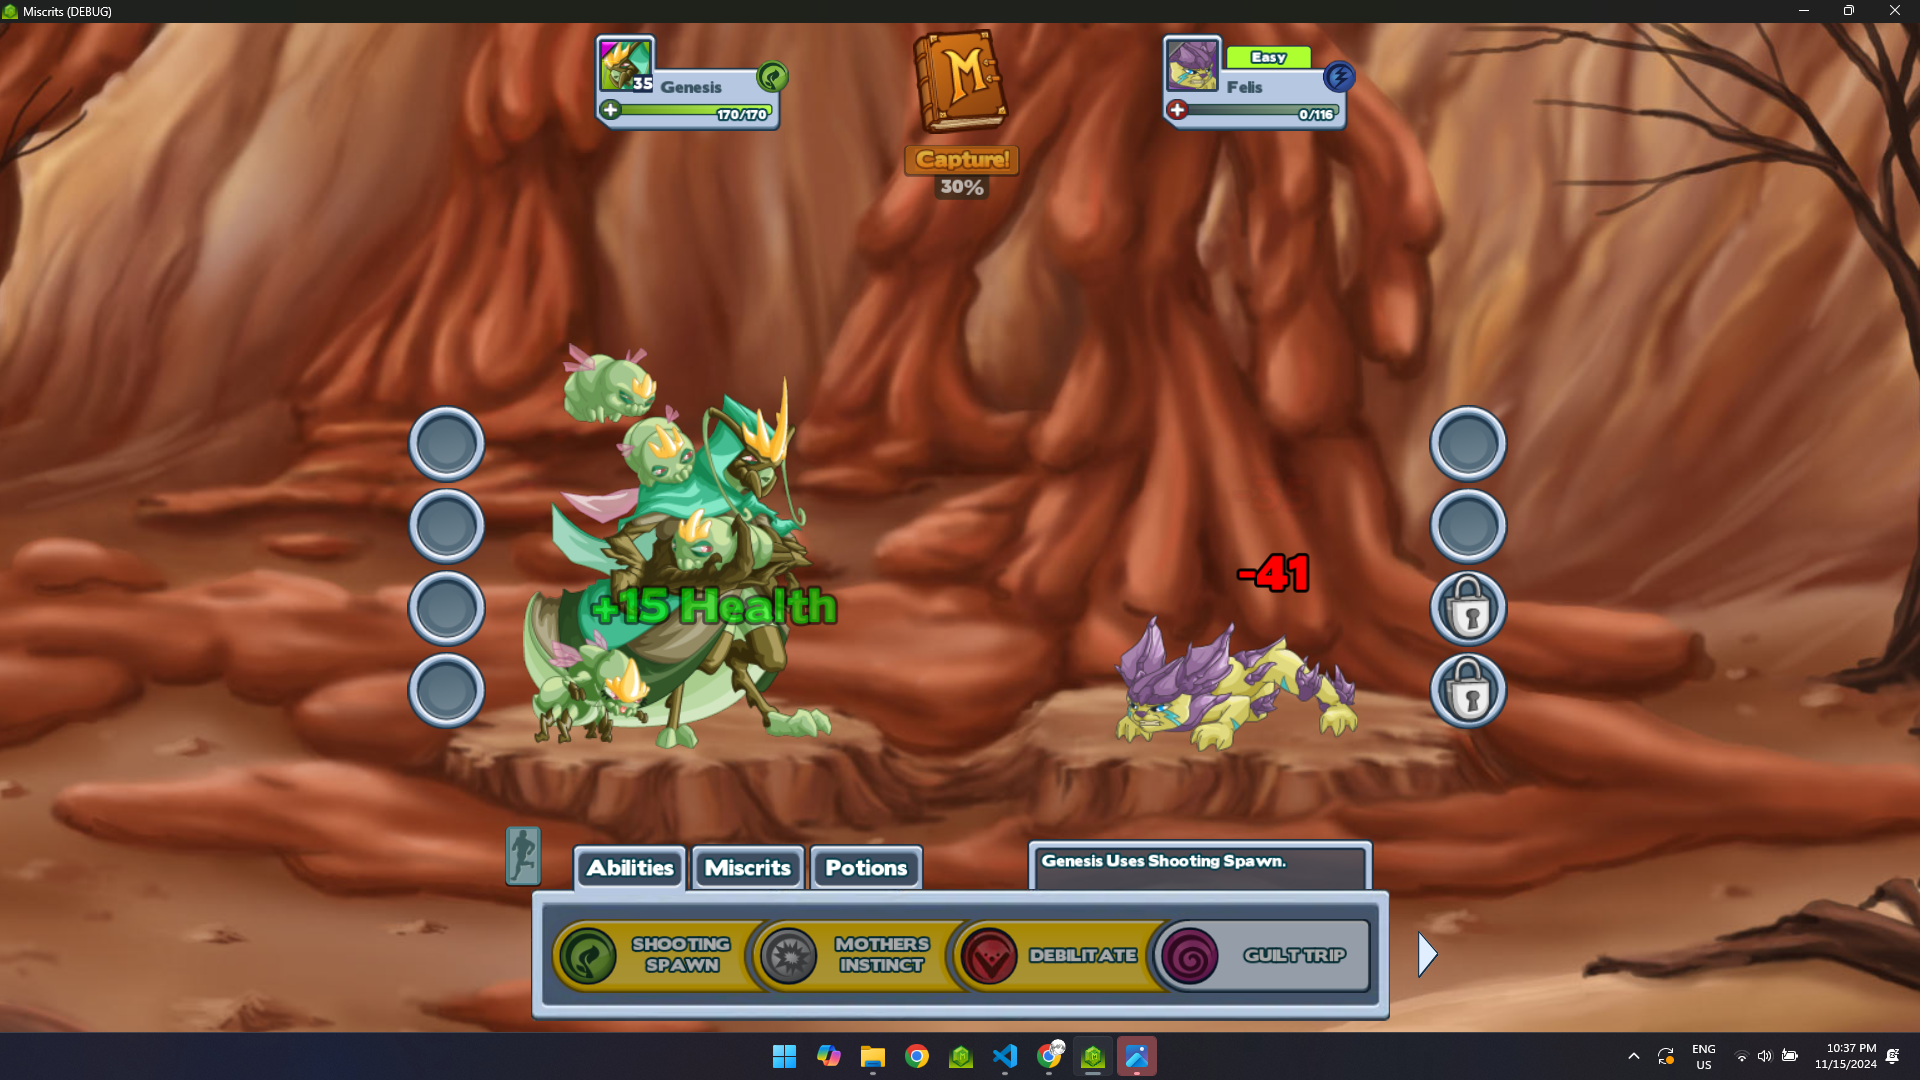 Miscrits (DEBUG)
35
Genesis
170/170
M
Capture!
30%
Easy
Felis
0/116
-41
+15 Health
Abilities
Miscrits
Potions
Genesis Uses Shooting Spawn.
SHOOTING
SPAWN
MOTHERS
INSTINCT
DEBILITATE
GUILT TRIP
ENG
US
10:37 PM
11/15/2024